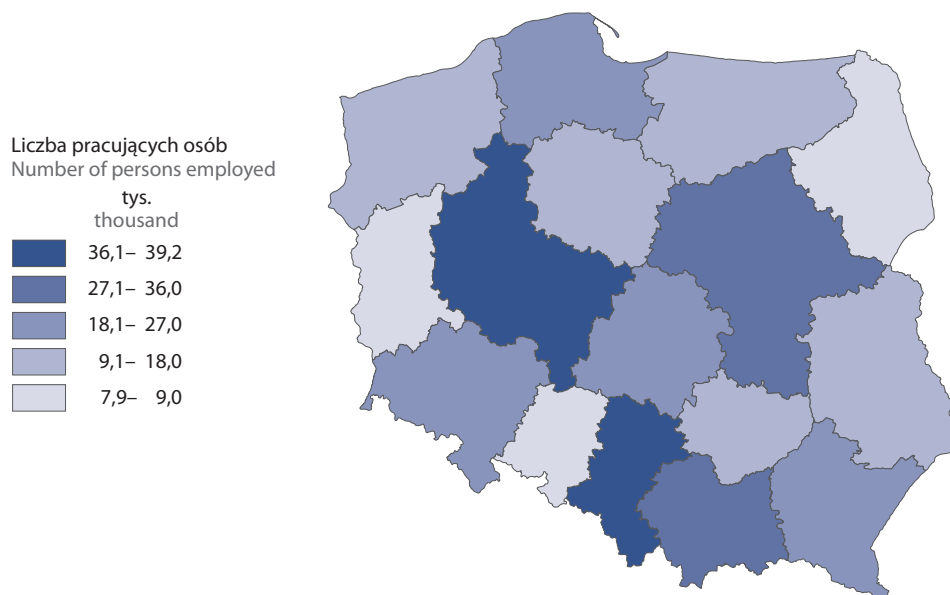 Liczba pracujących osób
Number of persons employed
tys.
thousand
36,1– 39,2
27,1– 36,0
18,1– 27,0
9,1– 18,0
7,9– 9,0